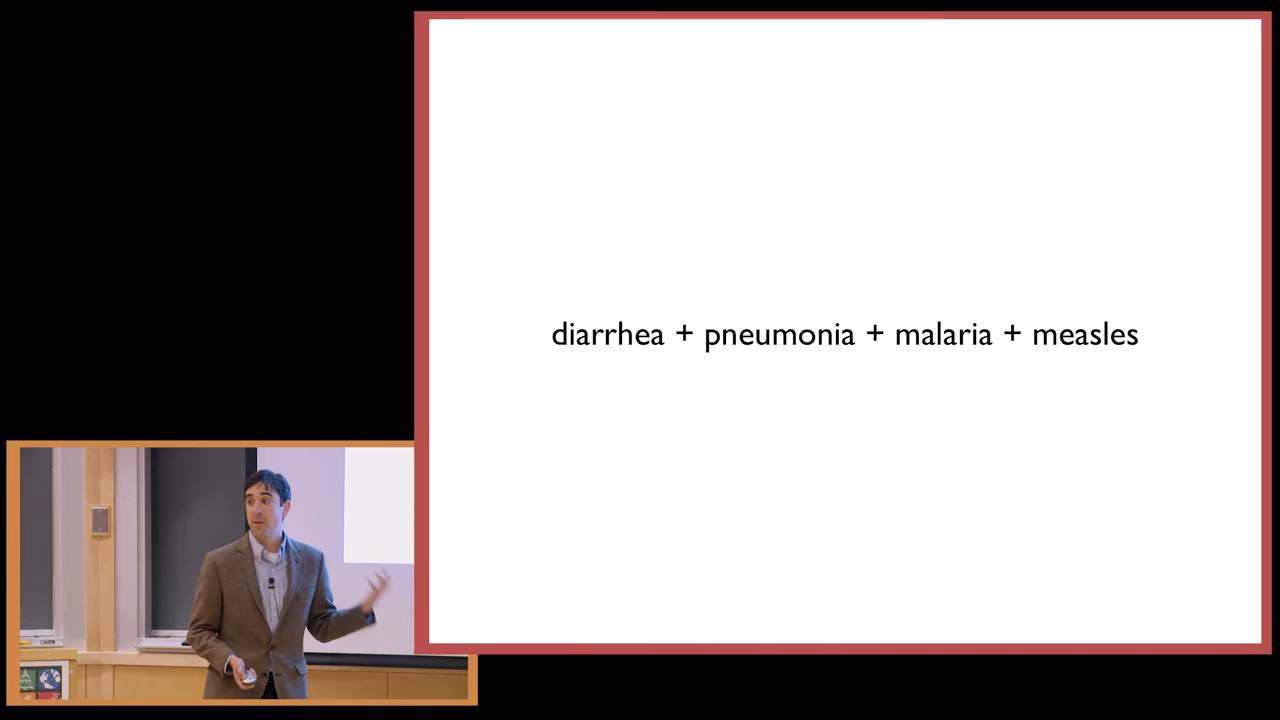 diarrhea + pneumonia + malaria + measles